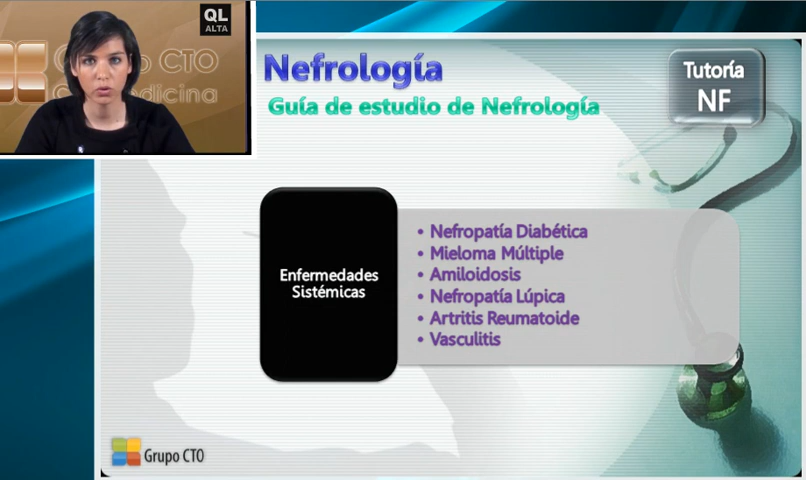 QL
ALTA
Grupo CTO
Medicina
Nefrología
Guía de estudio de Nefrología
Tutoría
NF
Enfermedades
Sistémicas
• Nefropatía Diabética
• Mieloma Múltiple
• Amiloidosis
• Nefropatía Lúpica
• Artritis Reumatoide
• Vasculitis
Grupo CTO